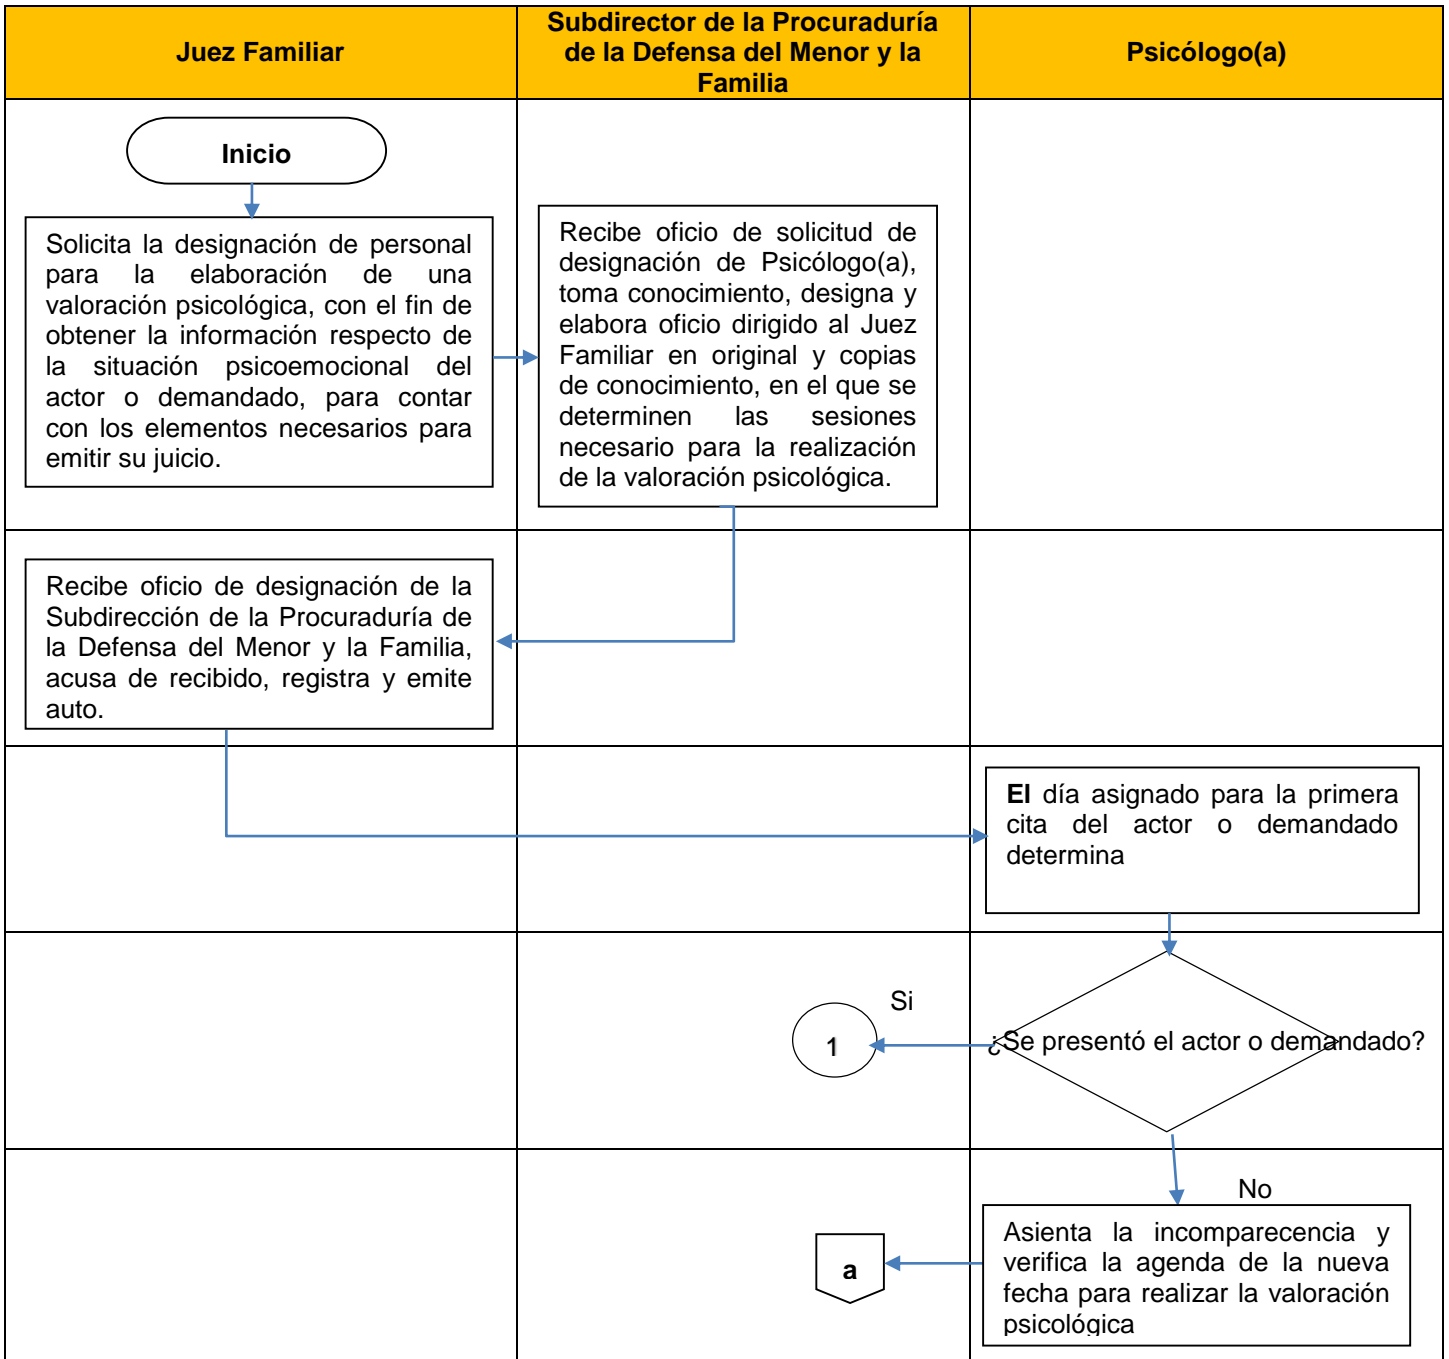 Juez Familiar
Subdirector de la Procuraduría
de la Defensa del Menor y la
Familia
Psicólogo(a)
Inicio
Solicita la designación de personal
para la elaboración de una
valoración psicológica, con el fin de
obtener la información respecto de
la situación psicoemocional del
actor o demandado, para contar
con los elementos necesarios para
emitir su juicio.
Recibe oficio de solicitud de
designación de Psicólogo(a),
toma conocimiento, designa y
elabora oficio dirigido al Juez
Familiar en original y copias
de conocimiento, en el que se
determinen las sesiones
necesario para la realización
de la valoración psicológica.
Recibe oficio de designación de la
Subdirección de la Procuraduría de
la Defensa del Menor y la Familia,
acusa de recibido, registra y emite
auto.
El día asignado para la primera
cita del actor o demandado
determina
Si
1
¿Se presentó el actor o demandado?
No
a
Asienta la incomparecencia y
verifica la agenda de la nueva
fecha para realizar la valoración
psicológica